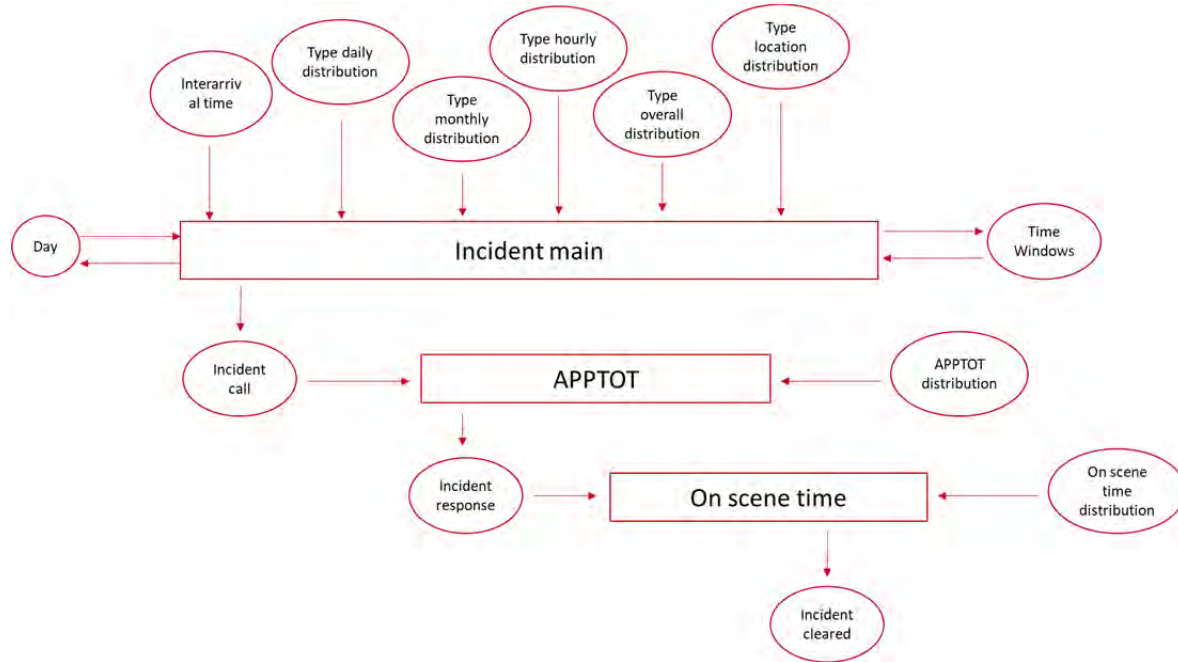 Interarriv
al time
Type daily
distribution
Type
monthly
distribution
Type hourly
distribution
Type
overall
distribution
Type
location
distribution
Day
Incident main
Time
Windows
Incident
call
APPTOT
APPTOT
distribution
Incident
response
On scene time
On scene
time
distribution
Incident
cleared